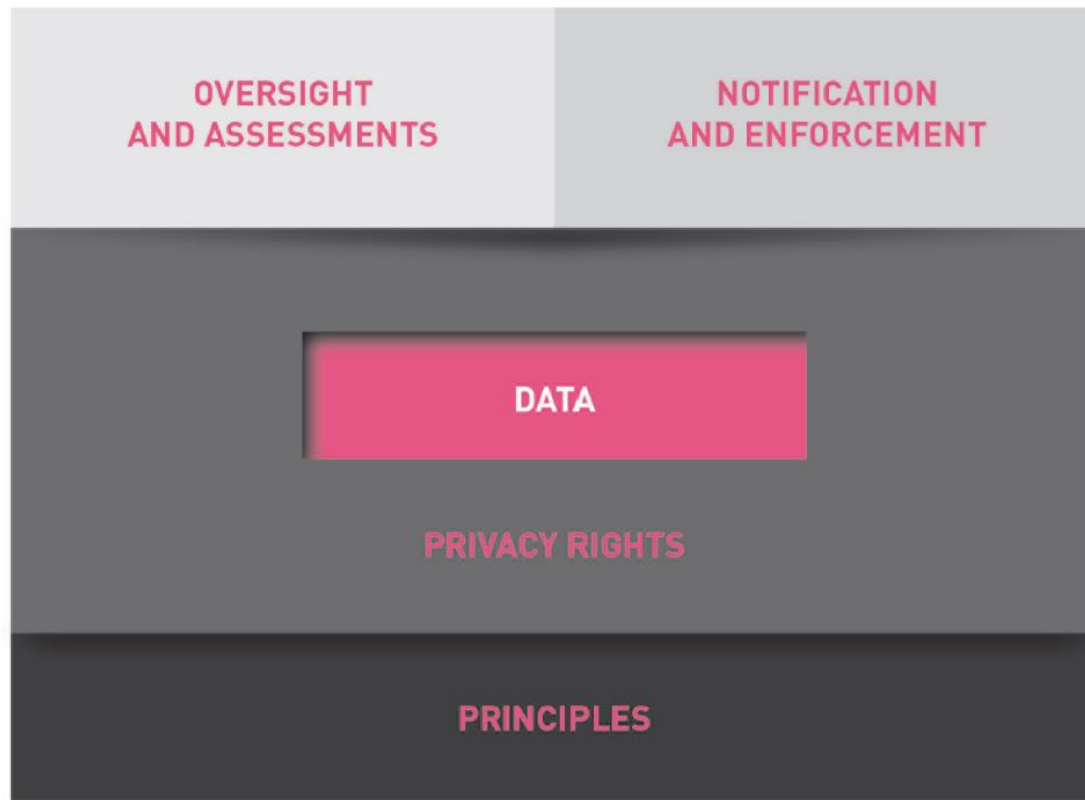 OVERSIGHT
AND ASSESSMENTS
NOTIFICATION
AND ENFORCEMENT
DATA
PRIVACY RIGHTS
PRINCIPLES